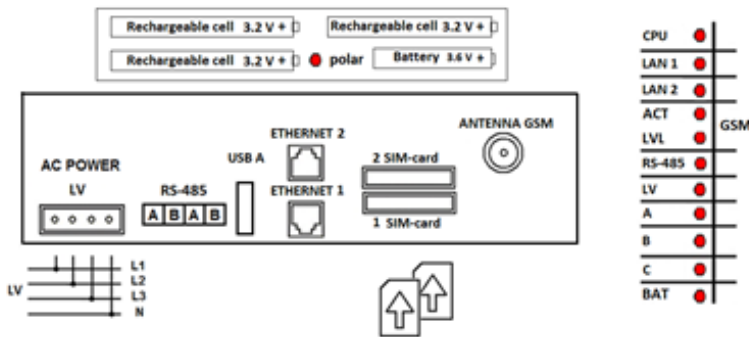 Rechargeable cell 3.2 V +
Rechargeable cell 3.2 V +
Rechargeable cell 3.2 V +
polar
Battery 3.6 V +
AC POWER
LV
RS-485
A B A B
USB A
ETHERNET 2
ETHERNET 1
2 SIM-card
1 SIM-card
ANTENNA GSM
LV
L1
L2
L3
N
CPU
LAN 1
LAN 2
ACT
LVL
GSM
RS-485
LV
A
B
C
BAT